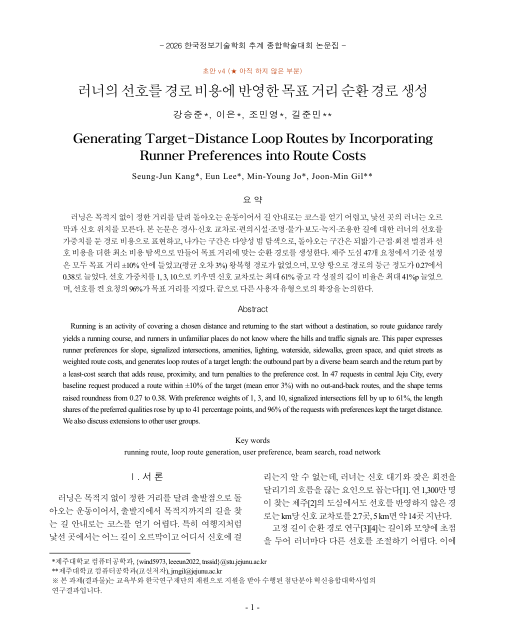 - 2026 한국정보기술학회 추계 종합학술대회 논문집 -
초안 v4 (★ 아직 하지 않은 부분)
러너의 선호를 경로 비용에 반영한 목표 거리 순환 경로 생성
강승준*, 이은*, 조민영*, 길준민**
Generating Target-Distance Loop Routes by Incorporating
Runner Preferences into Route Costs
Seung-Jun Kang*, Eun Lee*, Min-Young Jo*, Joon-Min Gil**
요 약
러닝은 목적지 없이 정한 거리를 달려 돌아오는 운동이어서 길 안내로는 코스를 얻기 어렵고, 낯선 곳의 러너는 오르
막과 신호 위치를 모른다. 본 논문은 경사·신호 교차로·편의시설·조명·물가·보도·녹지·조용한 길에 대한 러너의 선호를
가중치를 둔 경로 비용으로 표현하고, 나가는 구간은 다양성 빔 탐색으로, 돌아오는 구간은 되밟기·근접·회전 벌점과 선
호 비용을 더한 최소 비용 탐색으로 만들어 목표 거리에 맞는 순환 경로를 생성한다. 제주 도심 47개 요청에서 기준 설정
은 모두 목표 거리 ±10% 안에 들었고(평균 오차 3%) 왕복형 경로가 없었으며, 모양 항으로 경로의 둥근 정도가 0.27에서
0.38로 늘었다. 선호 가중치를 1, 3, 10으로 키우면 신호 교차로는 최대 61% 줄고 각 성질의 길이 비율은 최대 41%p 늘었으
며, 선호를 켠 요청의 96%가 목표 거리를 지켰다. 끝으로 다른 사용자 유형으로의 확장을 논의한다.
Abstract
Running is an activity of covering a chosen distance and returning to the start without a destination, so route guidance rarely
yields a running course, and runners in unfamiliar places do not know where the hills and traffic signals are. This paper expresses
runner preferences for slope, signalized intersections, amenities, lighting, waterside, sidewalks, green space, and quiet streets as
weighted route costs, and generates loop routes of a target length: the outbound part by a diverse beam search and the return part by
a least-cost search that adds reuse, proximity, and turn penalties to the preference cost. In 47 requests in central Jeju City, every
baseline request produced a route within ±10% of the target (mean error 3%) with no out-and-back routes, and the shape terms
raised roundness from 0.27 to 0.38. With preference weights of 1, 3, and 10, signalized intersections fell by up to 61%, the length
shares of the preferred qualities rose by up to 41 percentage points, and 96% of the requests with preferences kept the target distance.
We also discuss extensions to other user groups.
Key words
running route, loop route generation, user preference, beam search, road network
Ⅰ. 서 론
러닝은 목적지 없이 정한 거리를 달려 출발점으로 돌
아오는 운동이어서, 출발지에서 목적지까지의 길을 찾
는 길 안내로는 코스를 얻기 어렵다. 특히 여행지처럼
낯선 곳에서는 어느 길이 오르막이고 어디서 신호에 걸
리는지 알 수 없는데, 러너는 신호 대기와 잦은 회전을
달리기의 흐름을 끊는 요인으로 꼽는다[1]. 연 1,300만 명
이 찾는 제주[2]의 도심에서도 선호를 반영하지 않은 경
로는 km당 신호 교차로를 2.7곳, 5 km면 약 14곳 지난다.
고정 길이 순환 경로 연구[3][4]는 길이와 모양에 초점
을 두어 러너마다 다른 선호를 조절하기 어렵다. 이에
*제주대학교 컴퓨터공학과, {wind5973, leeeun2022, tnssid}@stu.jejunu.ac.kr
**제주대학교 컴퓨터공학과(교신저자), jmgil@jejunu.ac.kr
※ 본 과제(결과물)는 교육부와 한국연구재단의 재원으로 지원을 받아 수행된 첨단분야 혁신융합대학사업의
연구결과입니다.
- 1 -